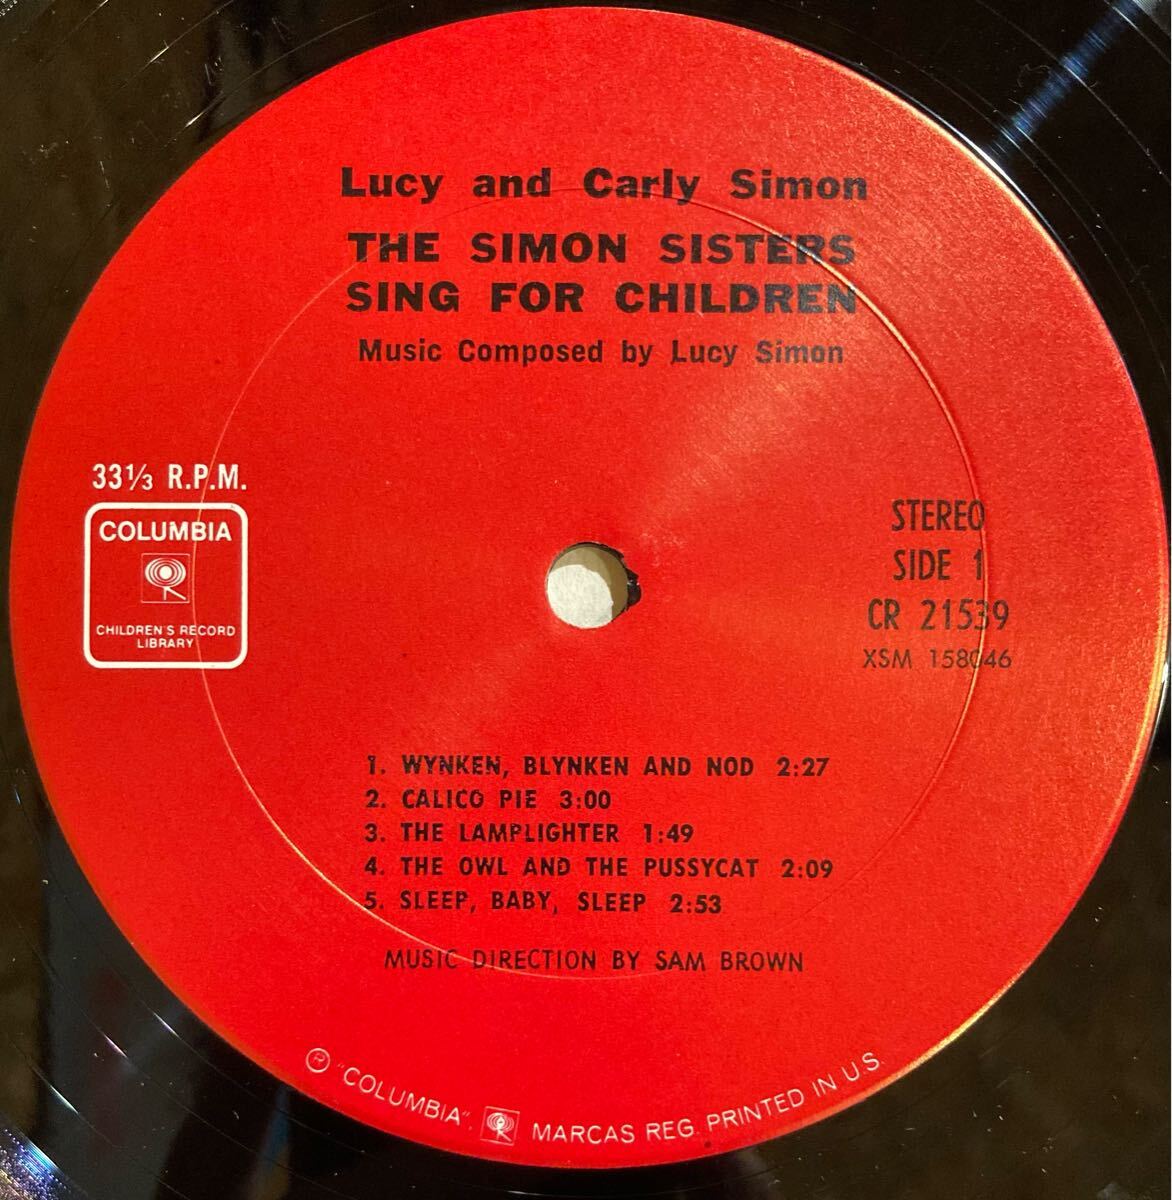 Lucy and Carly Simon
THE SIMON SISTERS
SING FOR CHILDREN
Music Composed by Lucy Simon
33⅓ R.P.M.
COLUMBIA
CHILDREN'S RECORD
LIBRARY
STEREO
SIDE 1
CR 21539
XSM 158046
1. WYNKEN, BLYNKEN AND NOD 2:27
2. CALICO PIE 3:00
3. THE LAMPLIGHTER 1:49
4. THE OWL AND THE PUSSYCAT 2:09
5. SLEEP, BABY, SLEEP 2:53
MUSIC DIRECTION BY SAM BROWN
® "COLUMBIA", MARCAS REG. PRINTED IN U.S.